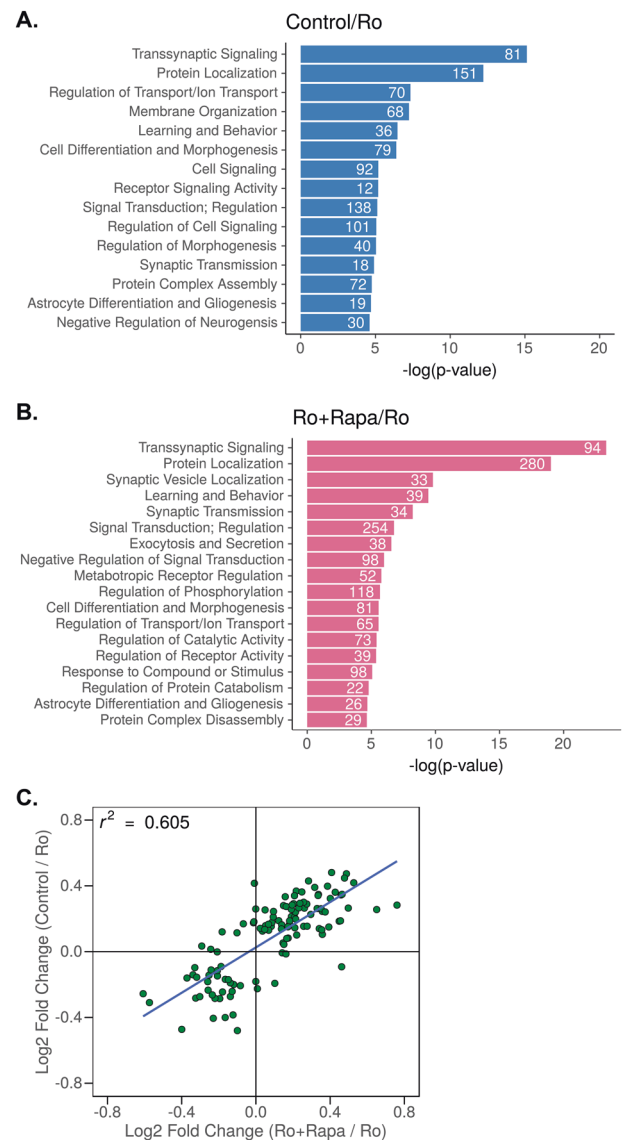 A.
Control/Ro
Transsynaptic Signaling 81
Protein Localization 151
Regulation of Transport/Ion Transport 70
Membrane Organization 68
Learning and Behavior 36
Cell Differentiation and Morphogenesis 79
Cell Signaling 92
Receptor Signaling Activity 12
Signal Transduction; Regulation 138
Regulation of Cell Signaling 101
Regulation of Morphogenesis 40
Synaptic Transmission 18
Protein Complex Assembly 72
Astrocyte Differentiation and Gliogenesis 19
Negative Regulation of Neurogensis 30
0 5 10 15 20
-log(p-value)
B.
Ro+Rapa/Ro
Transsynaptic Signaling 94
Protein Localization 280
Synaptic Vesicle Localization 33
Learning and Behavior 39
Synaptic Transmission 34
Signal Transduction; Regulation 254
Exocytosis and Secretion 38
Negative Regulation of Signal Transduction 98
Metabotropic Receptor Regulation 52
Regulation of Phosphorylation 118
Cell Differentiation and Morphogenesis 81
Regulation of Transport/Ion Transport 65
Regulation of Catalytic Activity 73
Regulation of Receptor Activity 39
Response to Compound or Stimulus 98
Regulation of Protein Catabolism 22
Astrocyte Differentiation and Gliogenesis 26
Protein Complex Disassembly 29
0 5 10 15 20
-log(p-value)
C.
r² = 0.605
Log2 Fold Change (Control / Ro)
0.8
0.4
0.0
-0.4
-0.8
-0.8 -0.4 0.0 0.4 0.8
Log2 Fold Change (Ro+Rapa / Ro)